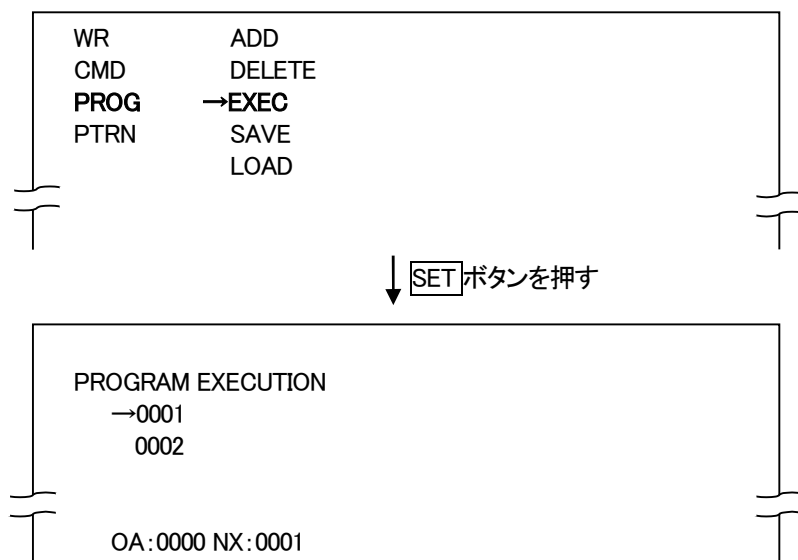 WR ADD
CMD DELETE
PROG →EXEC
PTRN SAVE
LOAD
SETボタンを押す
PROGRAM EXECUTION
→0001
0002
OA:0000 NX:0001